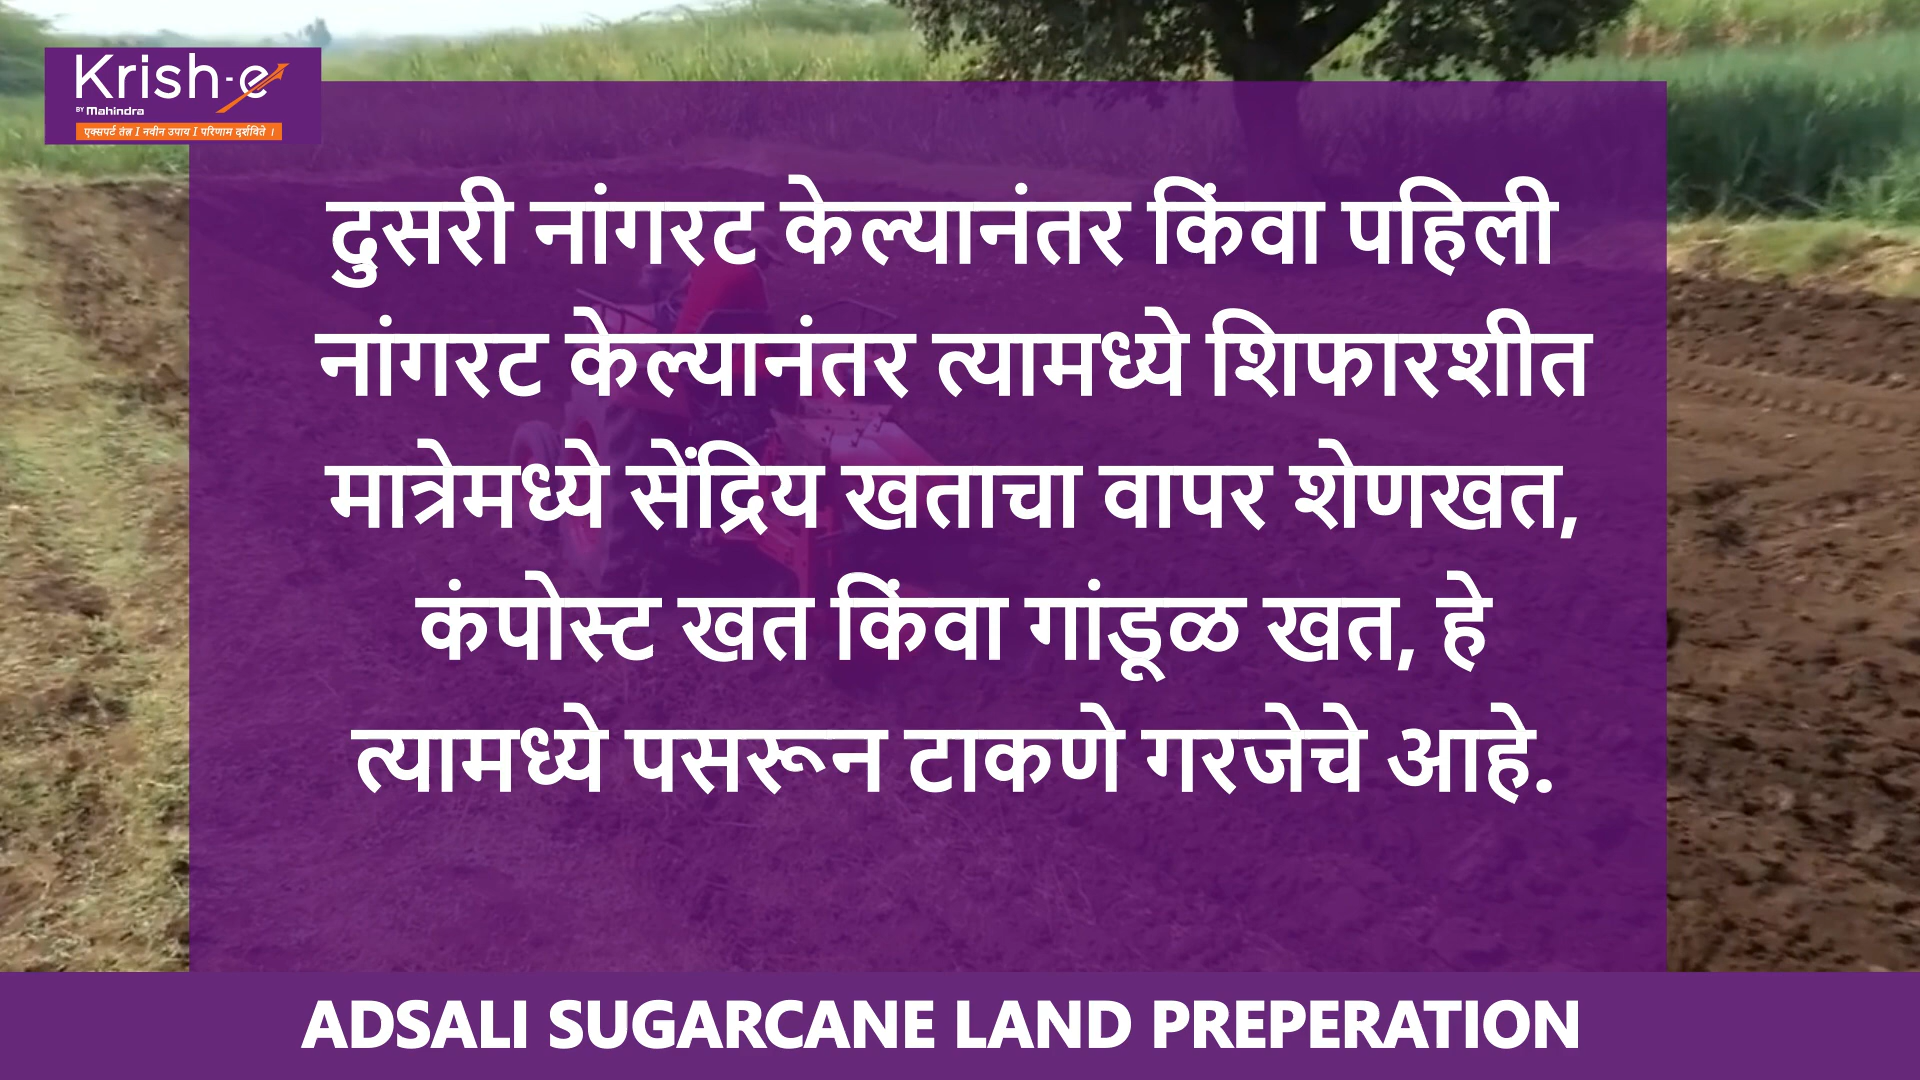 Krish-e
BY Mahindra
एक्सपर्ट तंत्र I नवीन उपाय I परिणाम दर्शविते ।
दुसरी नांगरट केल्यानंतर किंवा पहिली
नांगरट केल्यानंतर त्यामध्ये शिफारशीत
मात्रेमध्ये सेंद्रिय खताचा वापर शेणखत,
कंपोस्ट खत किंवा गांडूळ खत, हे
त्यामध्ये पसरून टाकणे गरजेचे आहे.
ADSALI SUGARCANE LAND PREPERATION